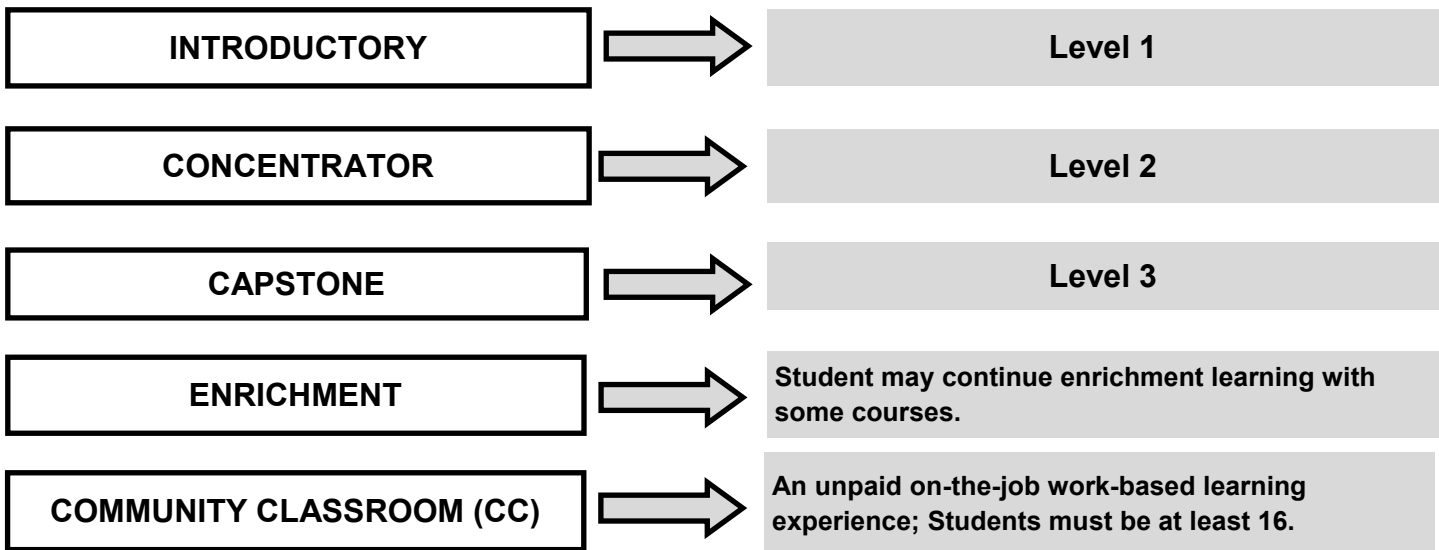 INTRODUCTORY
Level 1
CONCENTRATOR
Level 2
CAPSTONE
Level 3
ENRICHMENT
Student may continue enrichment learning with
some courses.
COMMUNITY CLASSROOM (CC)
An unpaid on-the-job work-based learning
experience; Students must be at least 16.